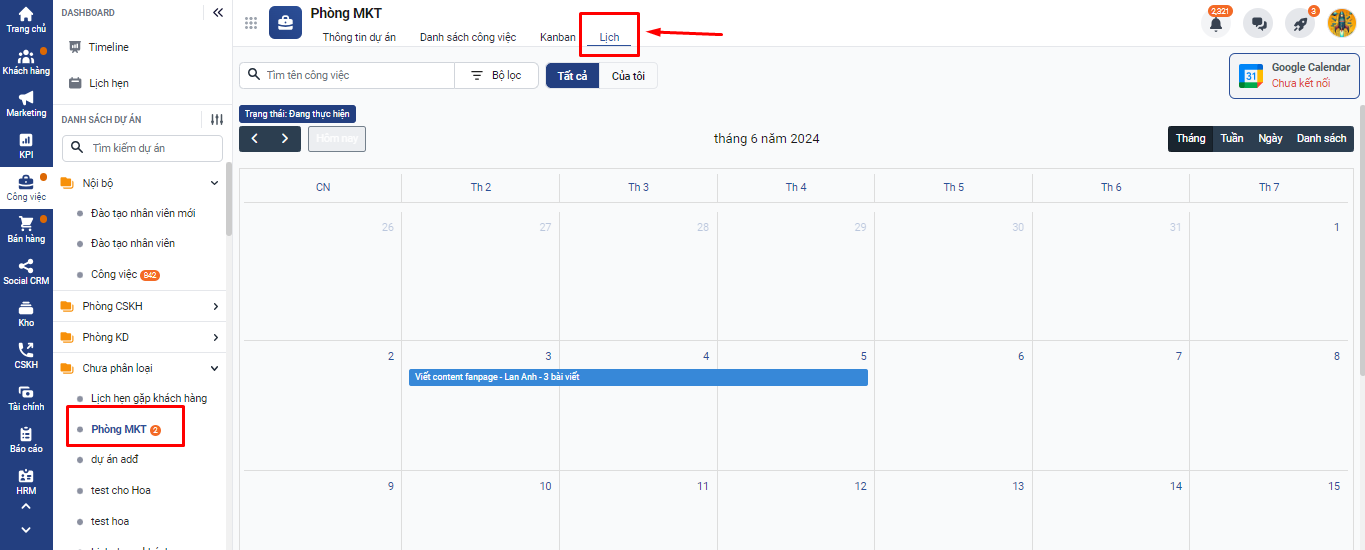 Trang chủ
Khách hàng
Marketing
KPI
Công việc
Bán hàng
Social CRM
Kho
CSKH
Tài chính
Báo cáo
HRM
DASHBOARD
Timeline
Lịch hẹn
DANH SÁCH DỰ ÁN
Tìm kiếm dự án
Nội bộ
Đào tạo nhân viên mới
Đào tạo nhân viên
Công việc 842
Phòng CSKH
Phòng KD
Chưa phân loại
Lịch hẹn gặp khách hàng
Phòng MKT 2
dự án adđ
test cho Hoa
test hoa
Phòng MKT
Thông tin dự án Danh sách công việc Kanban Lịch
2,321 3
Tìm tên công việc Bộ lọc Tất cả Của tôi
31 Google Calendar
Chưa kết nối
Trạng thái: Đang thực hiện
Hôm nay tháng 6 năm 2024 Tháng Tuần Ngày Danh sách
CN Th 2 Th 3 Th 4 Th 5 Th 6 Th 7
26 27 28 29 30 31 1
2 3 4 5 6 7 8
Viết content fanpage - Lan Anh - 3 bài viết
9 10 11 12 13 14 15